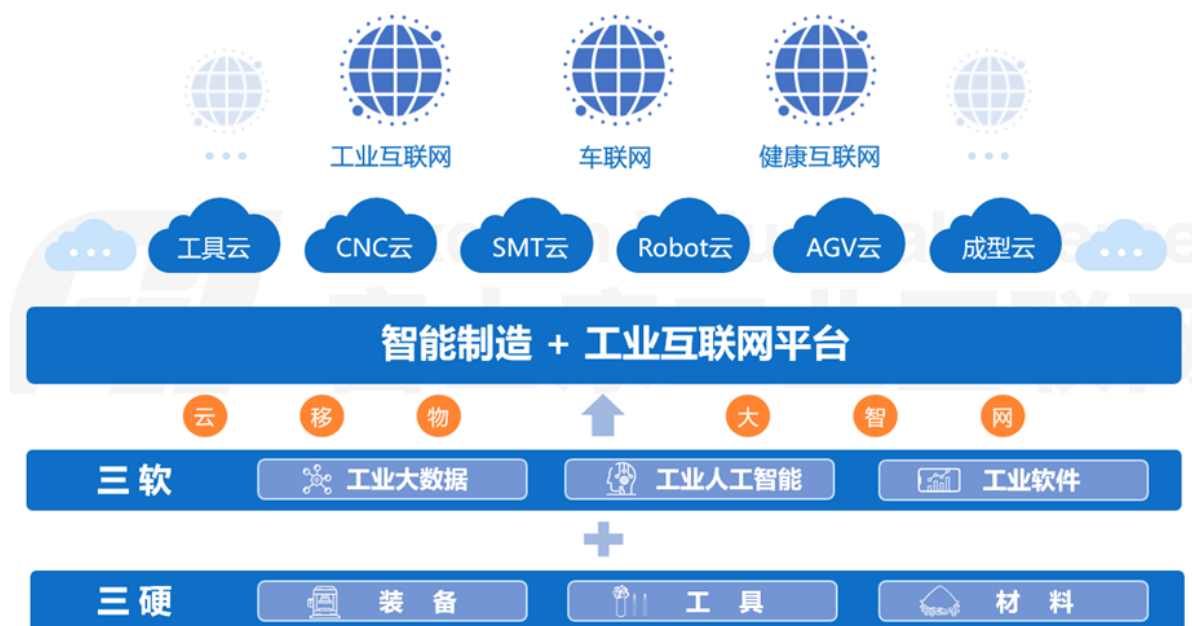 工业互联网 车联网 健康互联网
工具云 CNC云 SMT云 Robot云 AGV云 成型云
智能制造 + 工业互联网平台
云 移 物 大 智 网
三软 工业大数据 工业人工智能 工业软件
三硬 装备 工具 材料